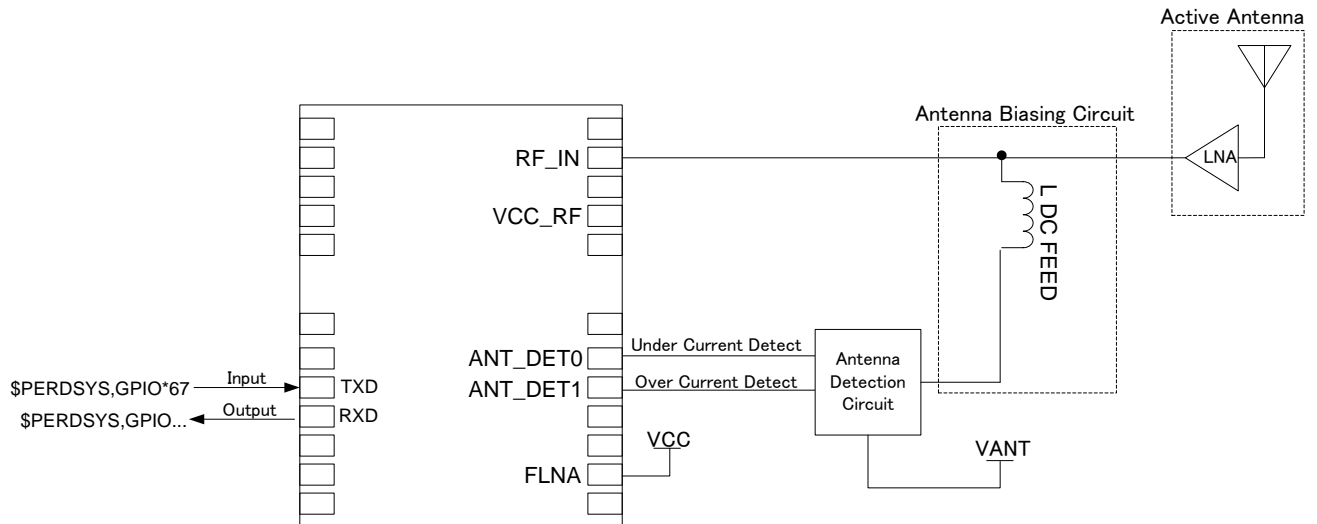 Active Antenna
Antenna Biasing Circuit
RF_IN
LNA
VCC_RF
L DC FEED
ANT_DET0
Under Current Detect
Antenna
Detection
Circuit
$PERDSYS,GPIO*67
Input
TXD
ANT_DET1
Over Current Detect
$PERDSYS,GPIO...
Output
RXD
VCC
VANT
FLNA